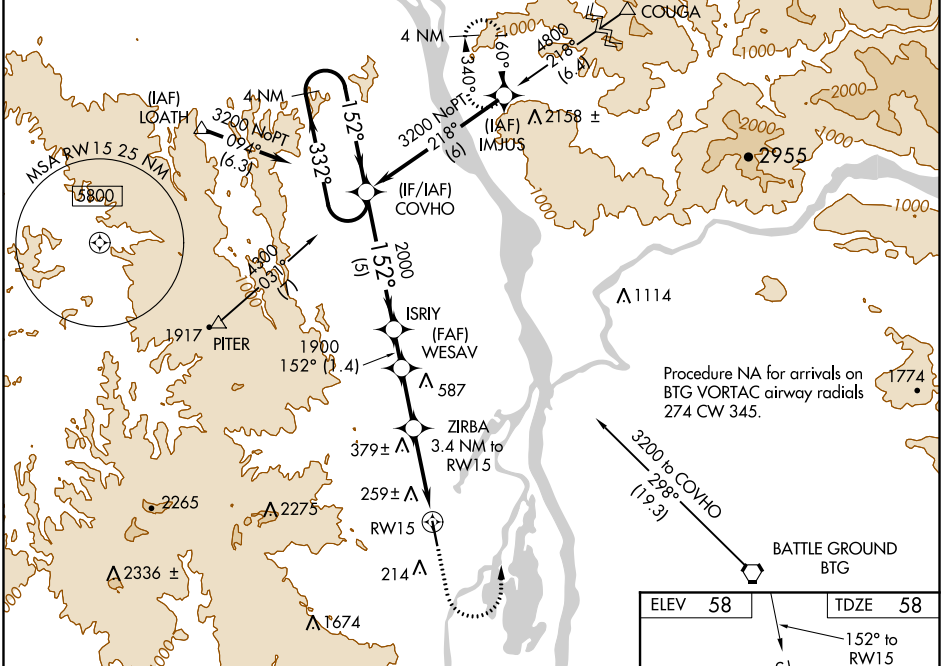 COUGA
4 NM
160°
340°
4800
218°
(6.4)
1000
1000
2000
2000
1000
1000
2955
2158 ±
(IAF)
IMJUS
3200 NoPT
218°
(6)
(IAF)
LOATH
3200 NoPT
094°
(6.3)
4 NM
152°
332°
MSA RW15 25 NM
5800
(IF/IAF)
COVHO
2000
152°
(5)
4300
031°
1000
1917
PITER
ISRIY
(FAF)
WESAV
1900
152° (1.4)
587
1114
Procedure NA for arrivals on
BTG VORTAC airway radials
274 CW 345.
1774
ZIRBA
3.4 NM to
RW15
379±
259±
RW15
214
2265
2275
2336 ±
1674
3200 to COVHO
298°
(19.3)
BATTLE GROUND
BTG
ELEV 58
TDZE 58
152° to
RW15